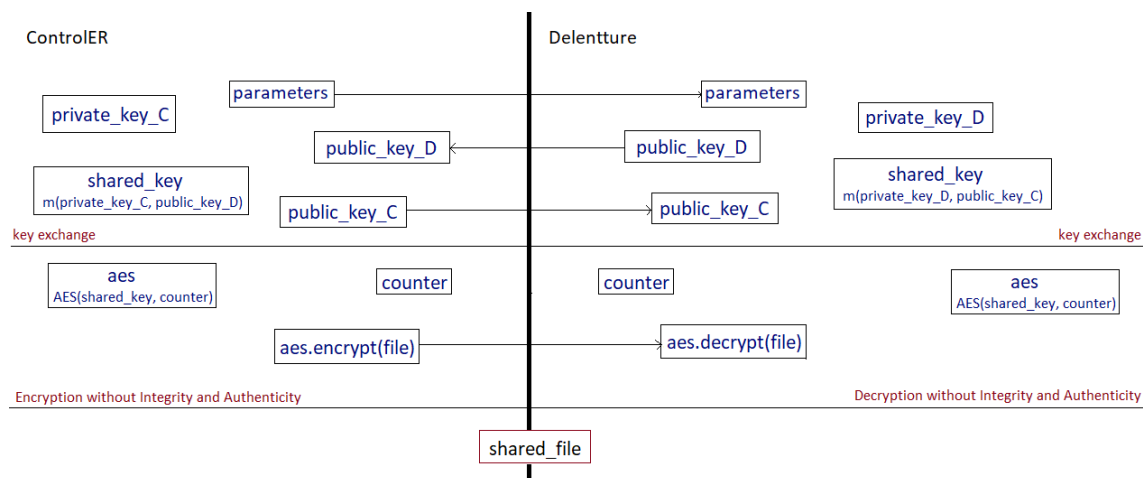 ControlER
Delentture
parameters
parameters
private_key_C
private_key_D
public_key_D
public_key_D
shared_key
m(private_key_C, public_key_D)
shared_key
m(private_key_D, public_key_C)
public_key_C
public_key_C
key exchange
key exchange
aes
AES(shared_key, counter)
counter
counter
aes
AES(shared_key, counter)
aes.encrypt(file)
aes.decrypt(file)
Encryption without Integrity and Authenticity
Decryption without Integrity and Authenticity
shared_file